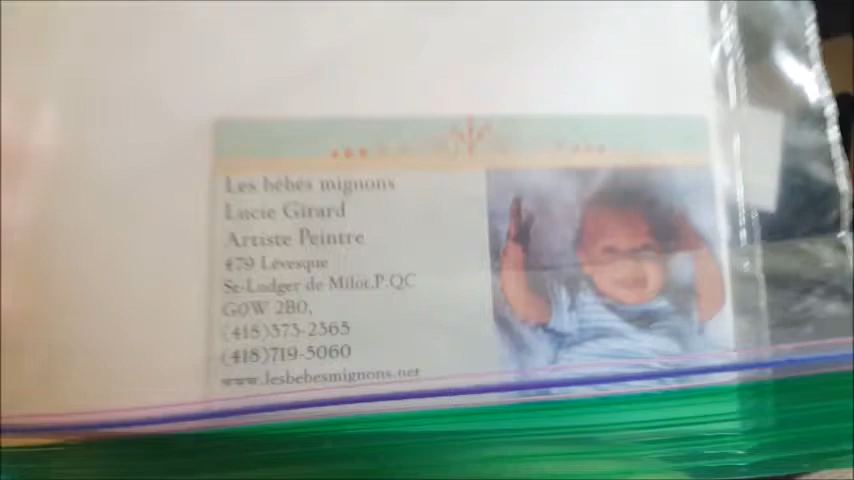 Les bébés mignons
Lucie Girard
Artiste Peintre
479 Lévesque
St-Ludger de Milot,P.QC
G0W 2B0,
(418)373-2365
(418)719-5060
www.lesbebesmignons.net